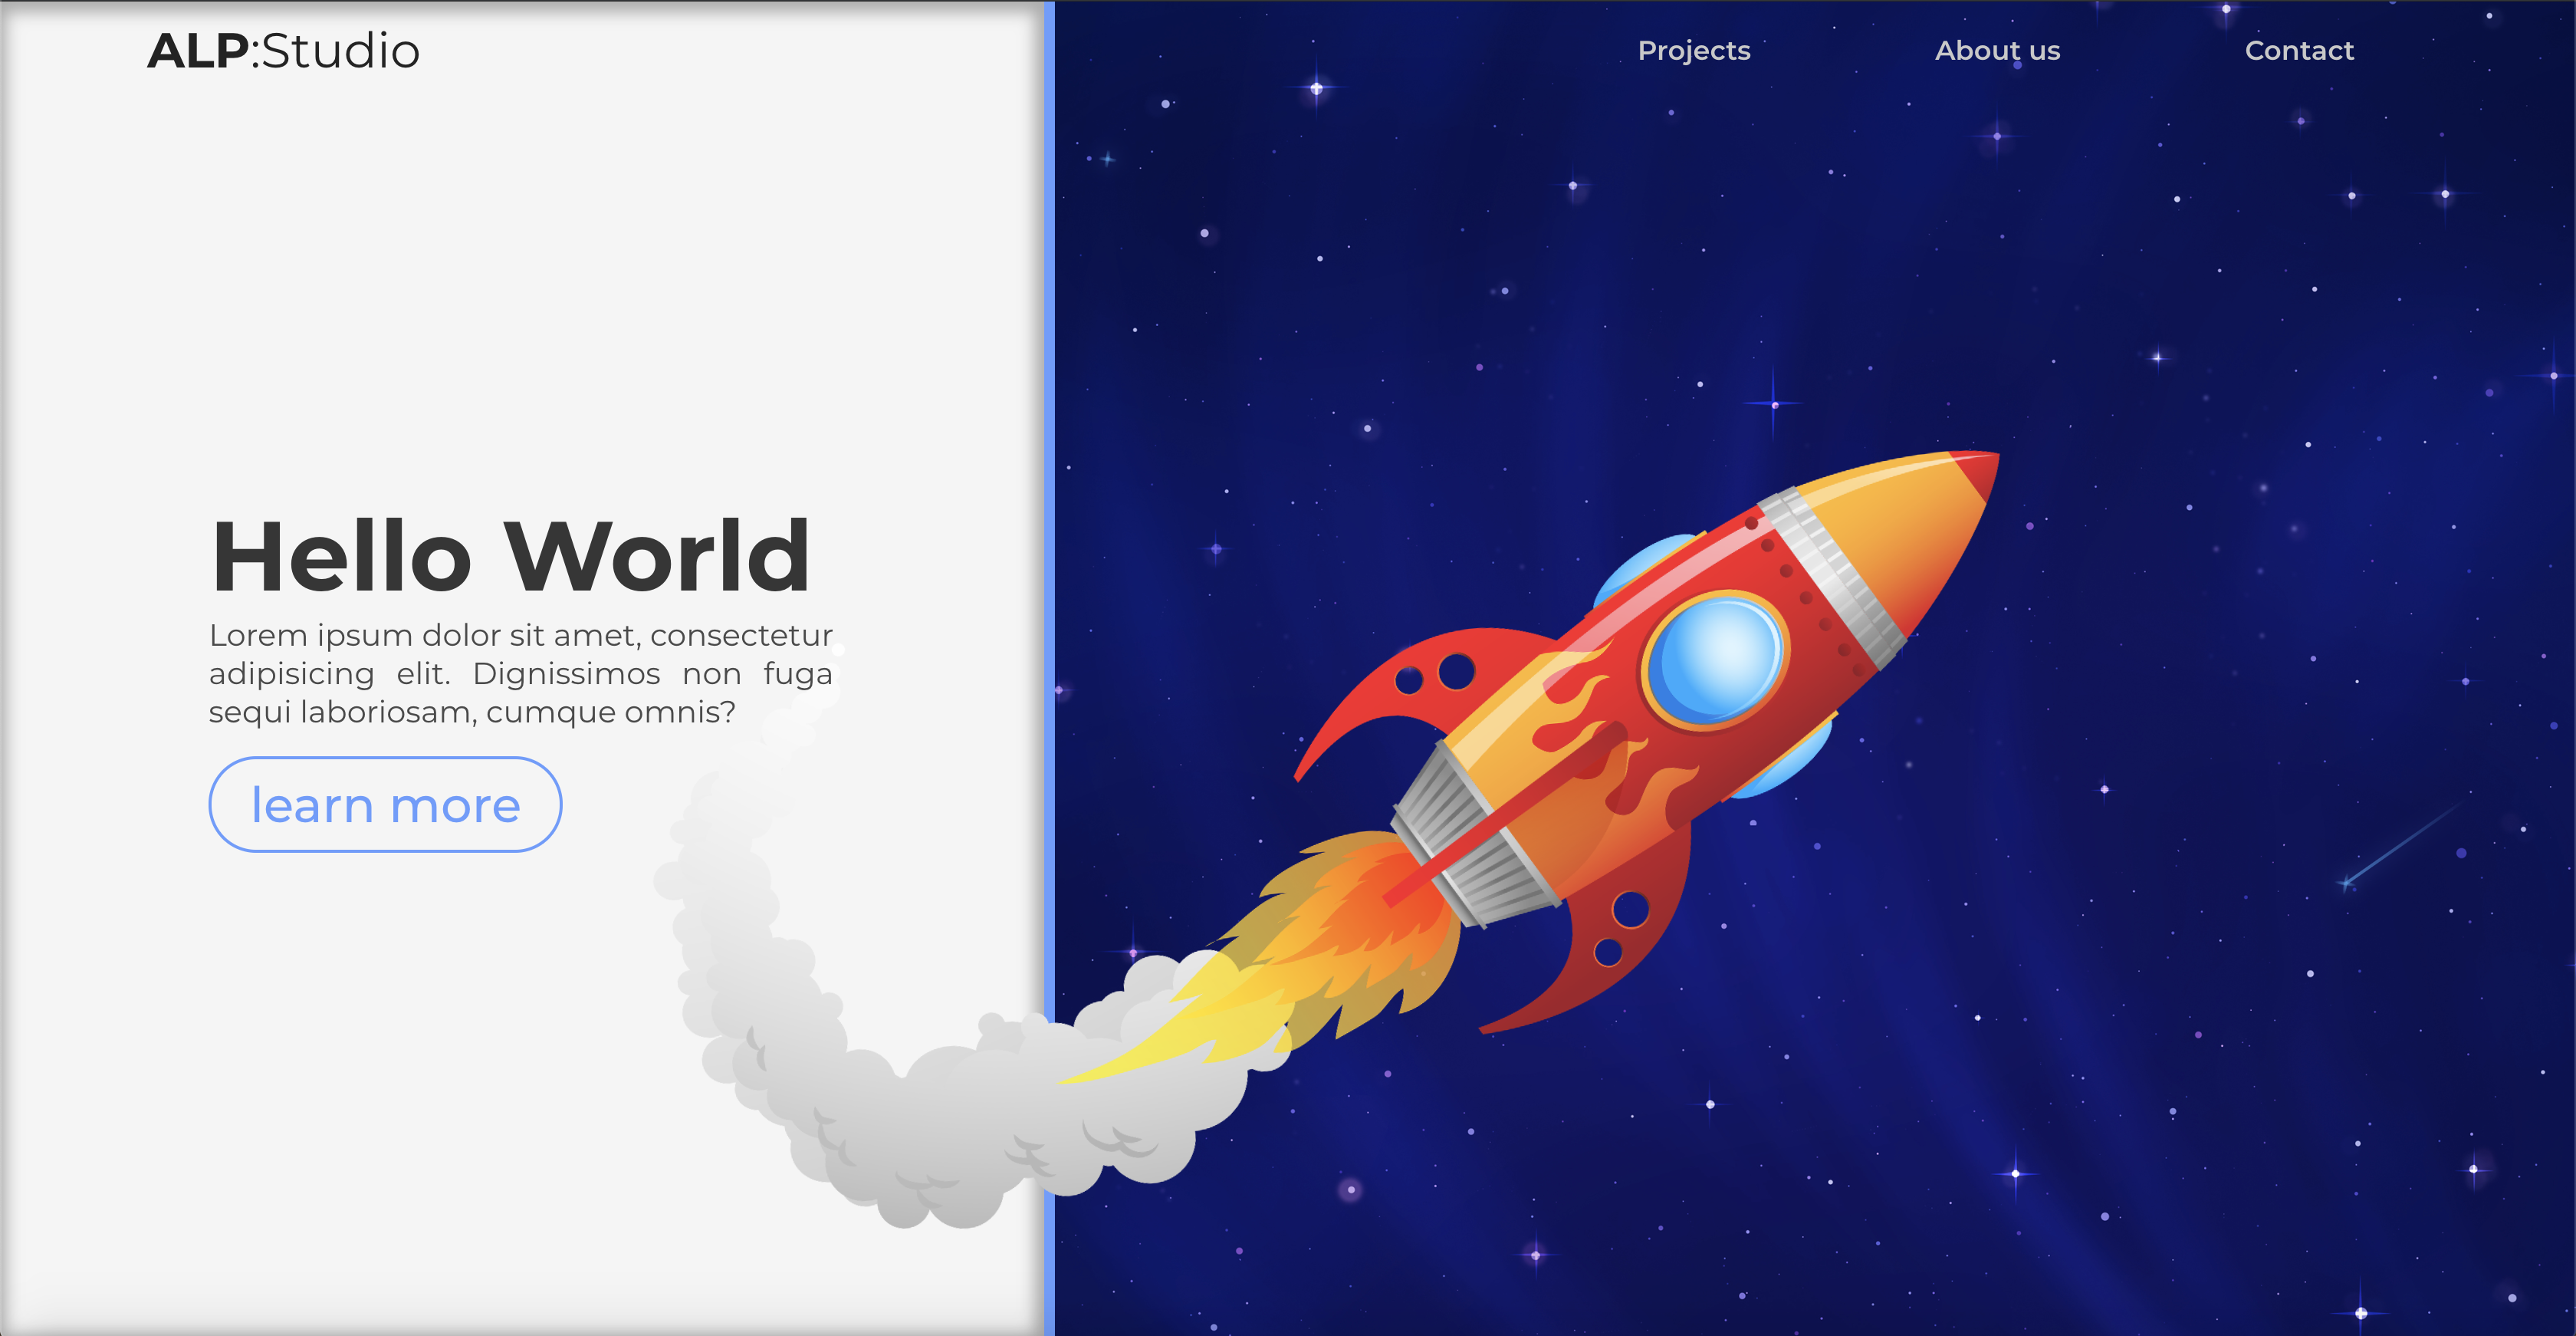 ALP:Studio
Projects
About us
Contact
Hello World
Lorem ipsum dolor sit amet, consectetur
adipisicing elit. Dignissimos non fuga
sequi laboriosam, cumque omnis?
learn more